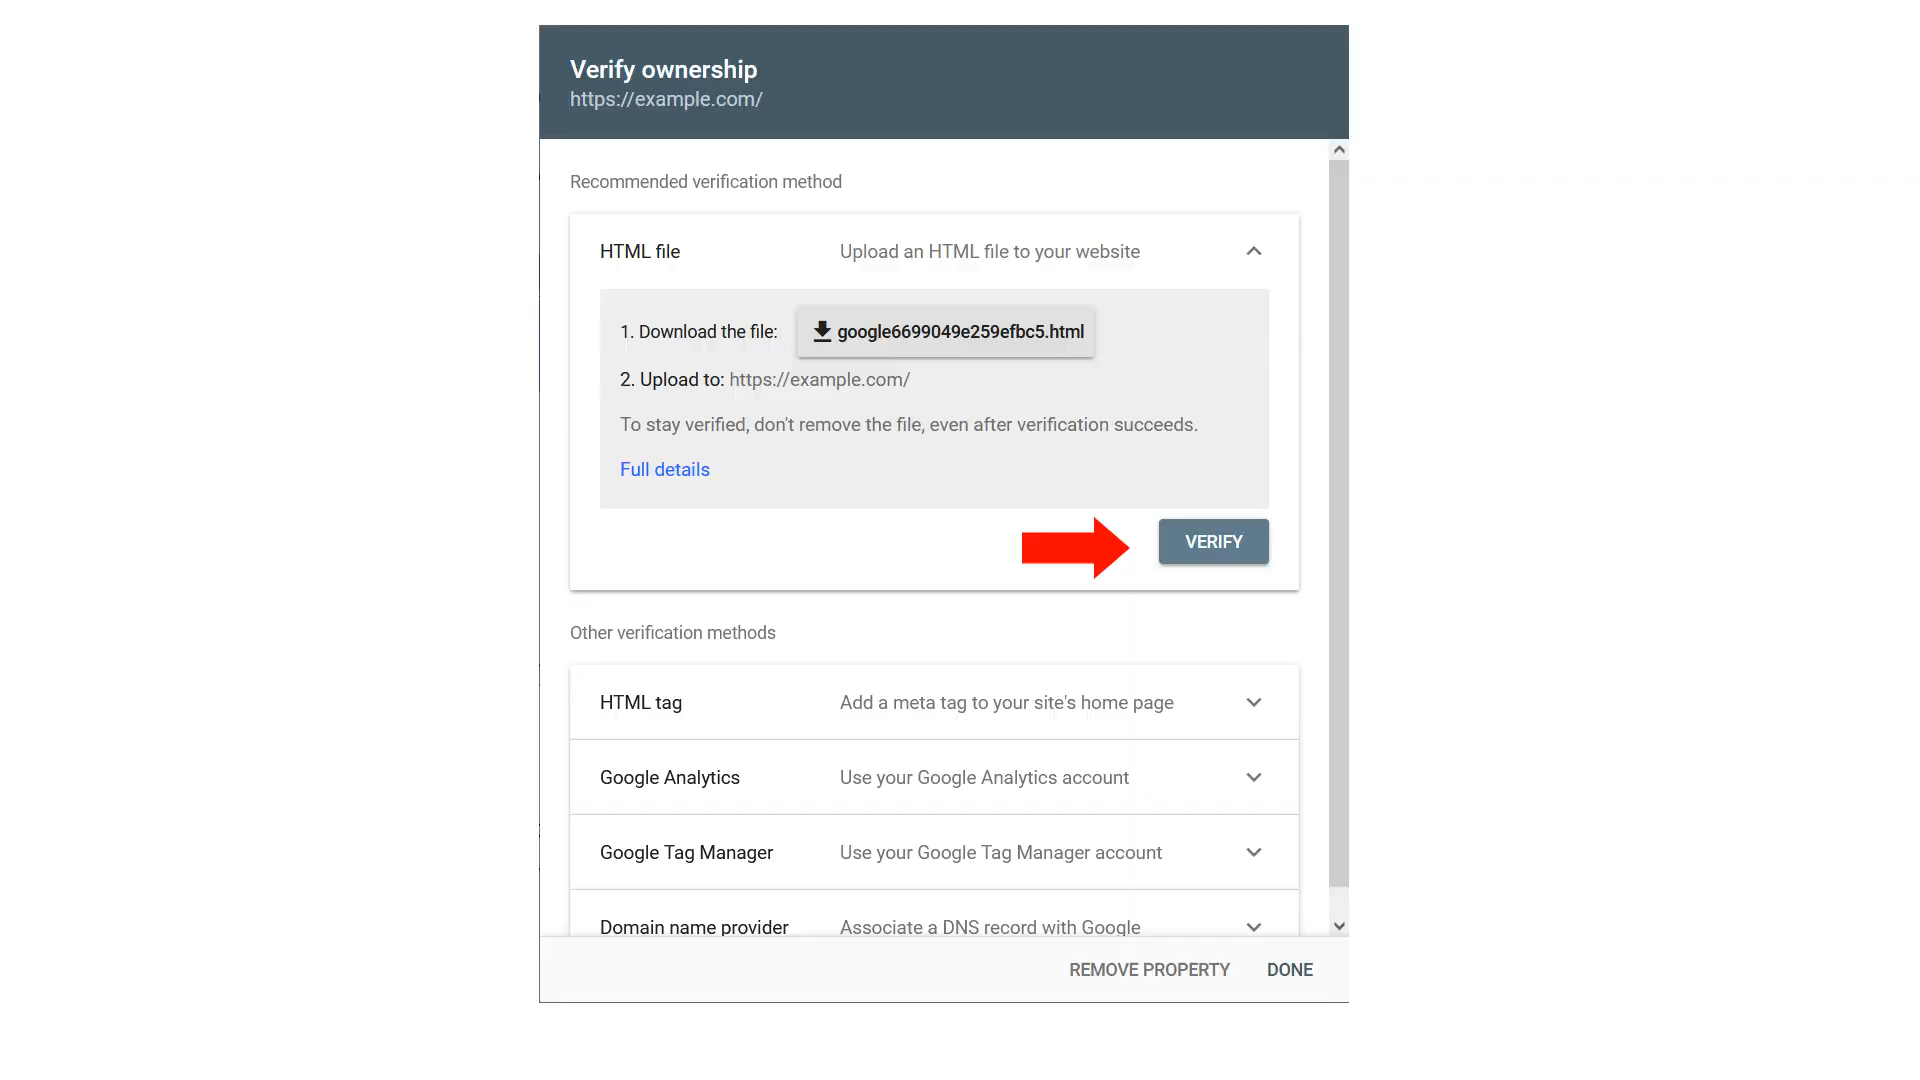 Verify ownership
https://example.com/
Recommended verification method
HTML file Upload an HTML file to your website
1. Download the file: google6699049e259efbc5.html
2. Upload to: https://example.com/
To stay verified, don't remove the file, even after verification succeeds.
Full details
VERIFY
Other verification methods
HTML tag Add a meta tag to your site's home page
Google Analytics Use your Google Analytics account
Google Tag Manager Use your Google Tag Manager account
Domain name provider Associate a DNS record with Google
REMOVE PROPERTY DONE